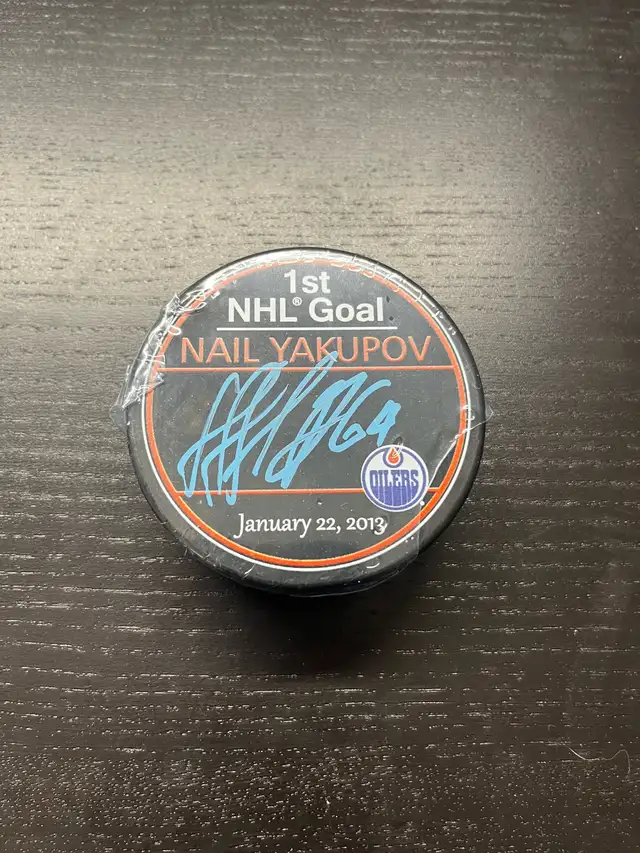 1st
NHL® Goal
NAIL YAKUPOV
64
OILERS
January 22, 2013